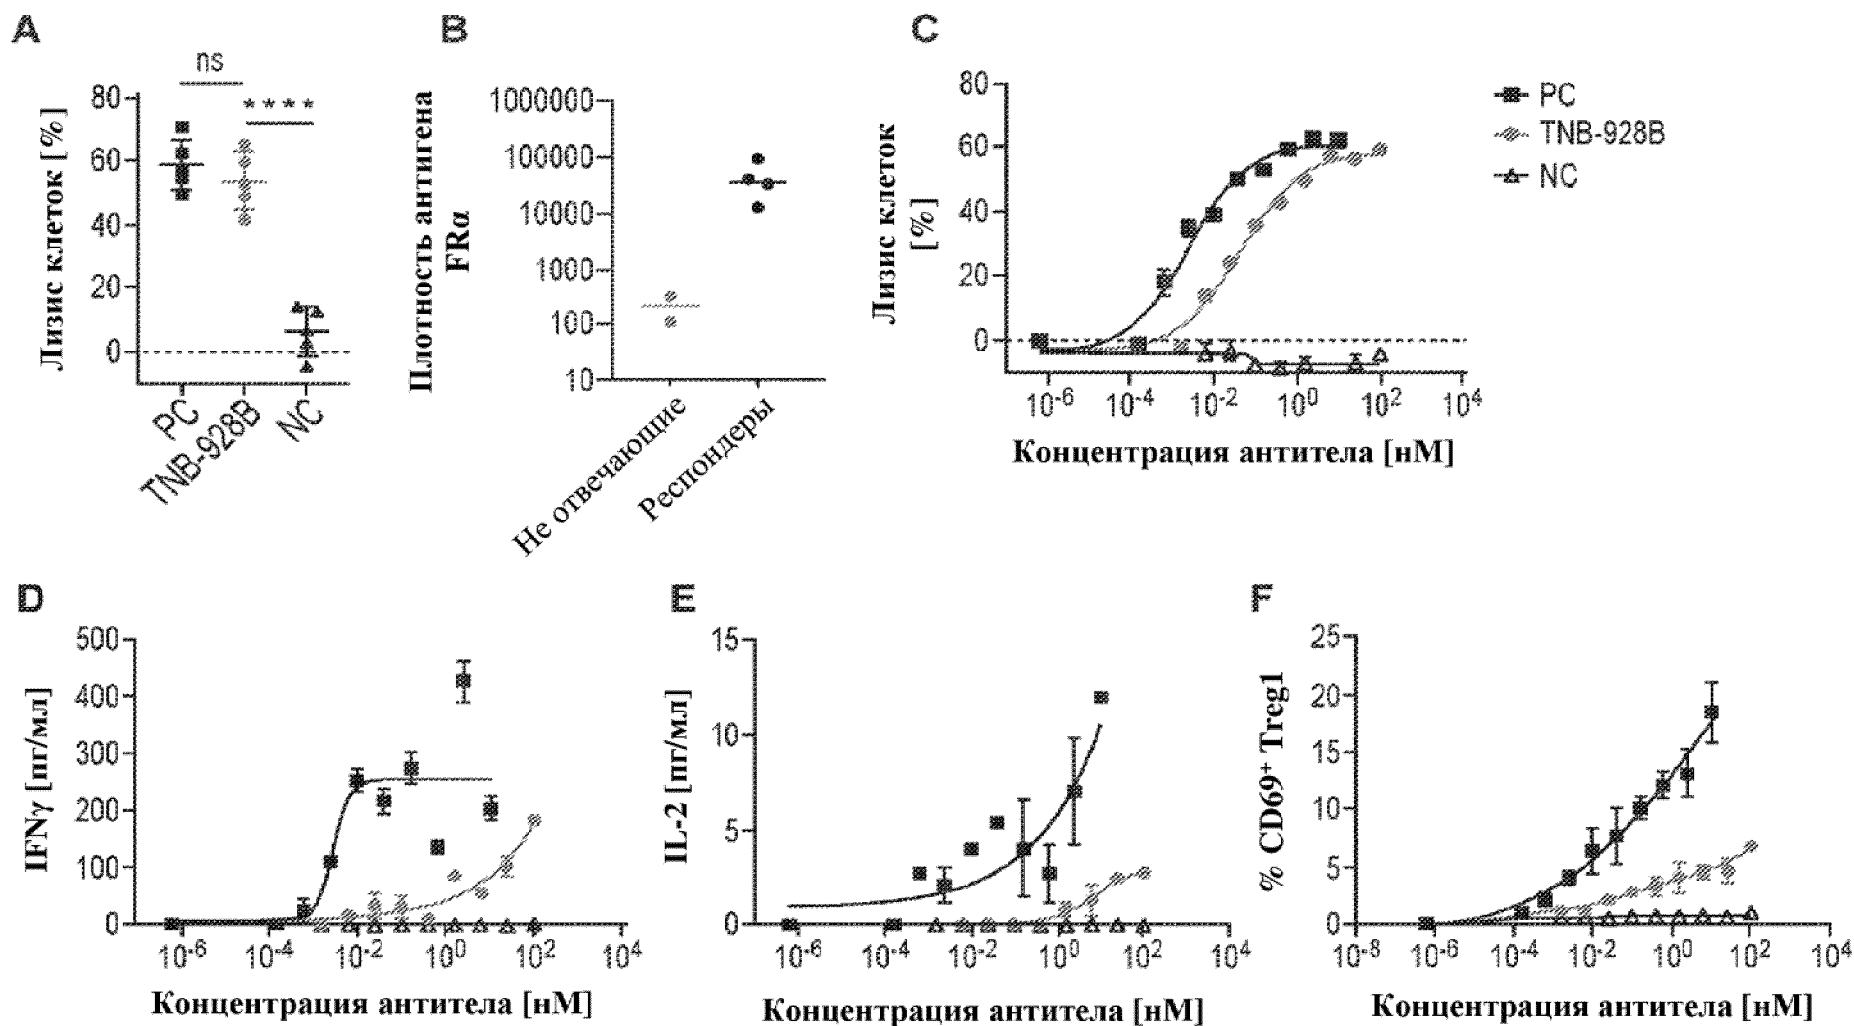 A
ns
****
Лизис клеток [%]
80
60
40
20
0
PC
TNB-928B
NC
B
Плотность антигена
FRα
1000000
100000
10000
1000
100
10
Не отвечающие
Респондеры
C
Лизис клеток
[%]
80
60
40
20
0
10⁻⁶ 10⁻⁴ 10⁻² 10⁰ 10² 10⁴
Концентрация антитела [нМ]
PC
TNB-928B
NC
D
IFNγ [пг/мл]
500
400
300
200
100
0
10⁻⁶ 10⁻⁴ 10⁻² 10⁰ 10² 10⁴
Концентрация антитела [нМ]
E
IL-2 [пг/мл]
15
10
5
0
10⁻⁶ 10⁻⁴ 10⁻² 10⁰ 10² 10⁴
Концентрация антитела [нМ]
F
% CD69⁺ Treg1
25
20
15
10
5
0
10⁻⁸ 10⁻⁶ 10⁻⁴ 10⁻² 10⁰ 10² 10⁴
Концентрация антитела [нМ]